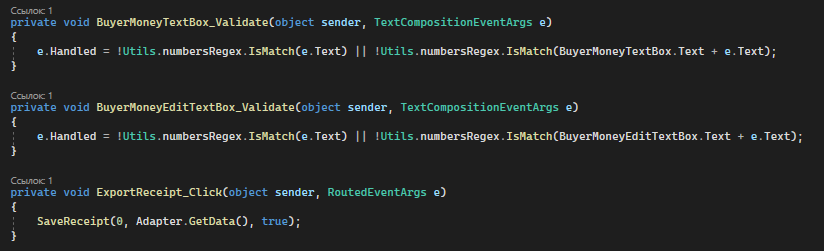 Ссылок: 1
private void BuyerMoneyTextBox_Validate(object sender, TextCompositionEventArgs e)
{
e.Handled = !Utils.numbersRegex.IsMatch(e.Text) || !Utils.numbersRegex.IsMatch(BuyerMoneyTextBox.Text + e.Text);
}
Ссылок: 1
private void BuyerMoneyEditTextBox_Validate(object sender, TextCompositionEventArgs e)
{
e.Handled = !Utils.numbersRegex.IsMatch(e.Text) || !Utils.numbersRegex.IsMatch(BuyerMoneyEditTextBox.Text + e.Text);
}
Ссылок: 1
private void ExportReceipt_Click(object sender, RoutedEventArgs e)
{
SaveReceipt(0, Adapter.GetData(), true);
}